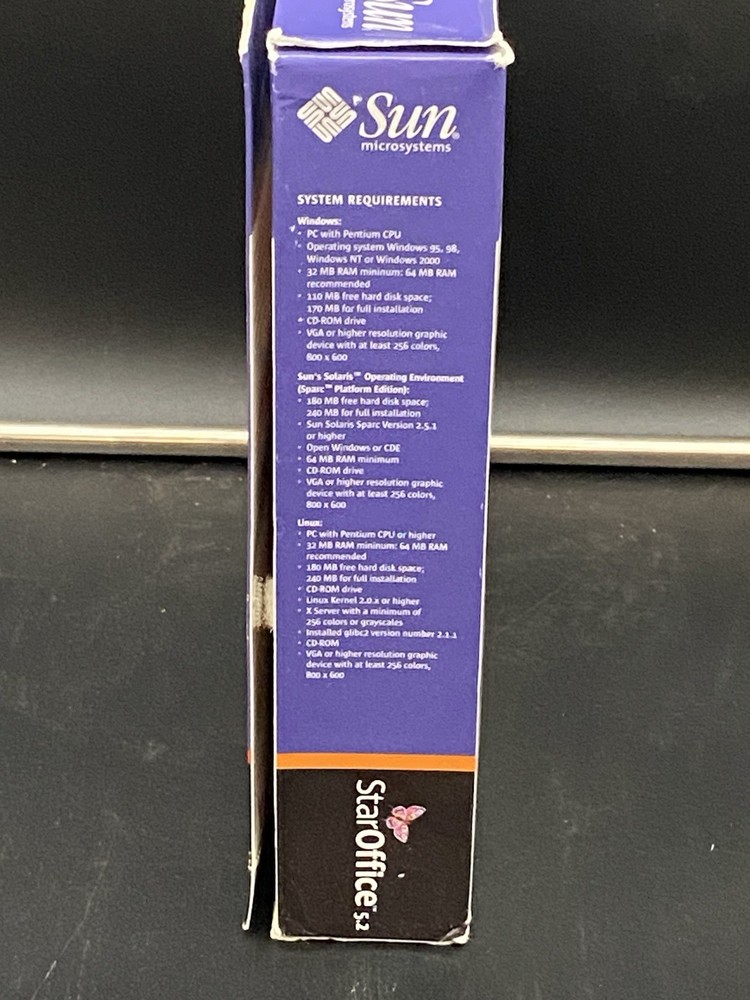 Sun
Sun
microsystems
SYSTEM REQUIREMENTS
Windows:
• PC with Pentium CPU
• Operating system Windows 95, 98,
Windows NT or Windows 2000
• 32 MB RAM minimum: 64 MB RAM
recommended
• 110 MB free hard disk space;
170 MB for full installation
• CD-ROM drive
• VGA or higher resolution graphic
device with at least 256 colors,
800 x 600
Sun's Solaris™ Operating Environment
(Sparc™ Platform Edition):
• 180 MB free hard disk space;
240 MB for full installation
• Sun Solaris Sparc Version 2.5.1
or higher
• Open Windows or CDE
• 64 MB RAM minimum
• CD-ROM drive
• VGA or higher resolution graphic
device with at least 256 colors,
800 x 600
Linux:
• PC with Pentium CPU or higher
• 32 MB RAM mininum: 64 MB RAM
recommended
• 180 MB free hard disk space;
240 MB for full installation
• CD-ROM drive
• Linux Kernel 2.0.x or higher
• X Server with a minimum of
256 colors or grayscales
• Installed glibc2 version number 2.1.1
• CD-ROM
• VGA or higher resolution graphic
device with at least 256 colors,
800 x 600
StarOffice™ 5.2